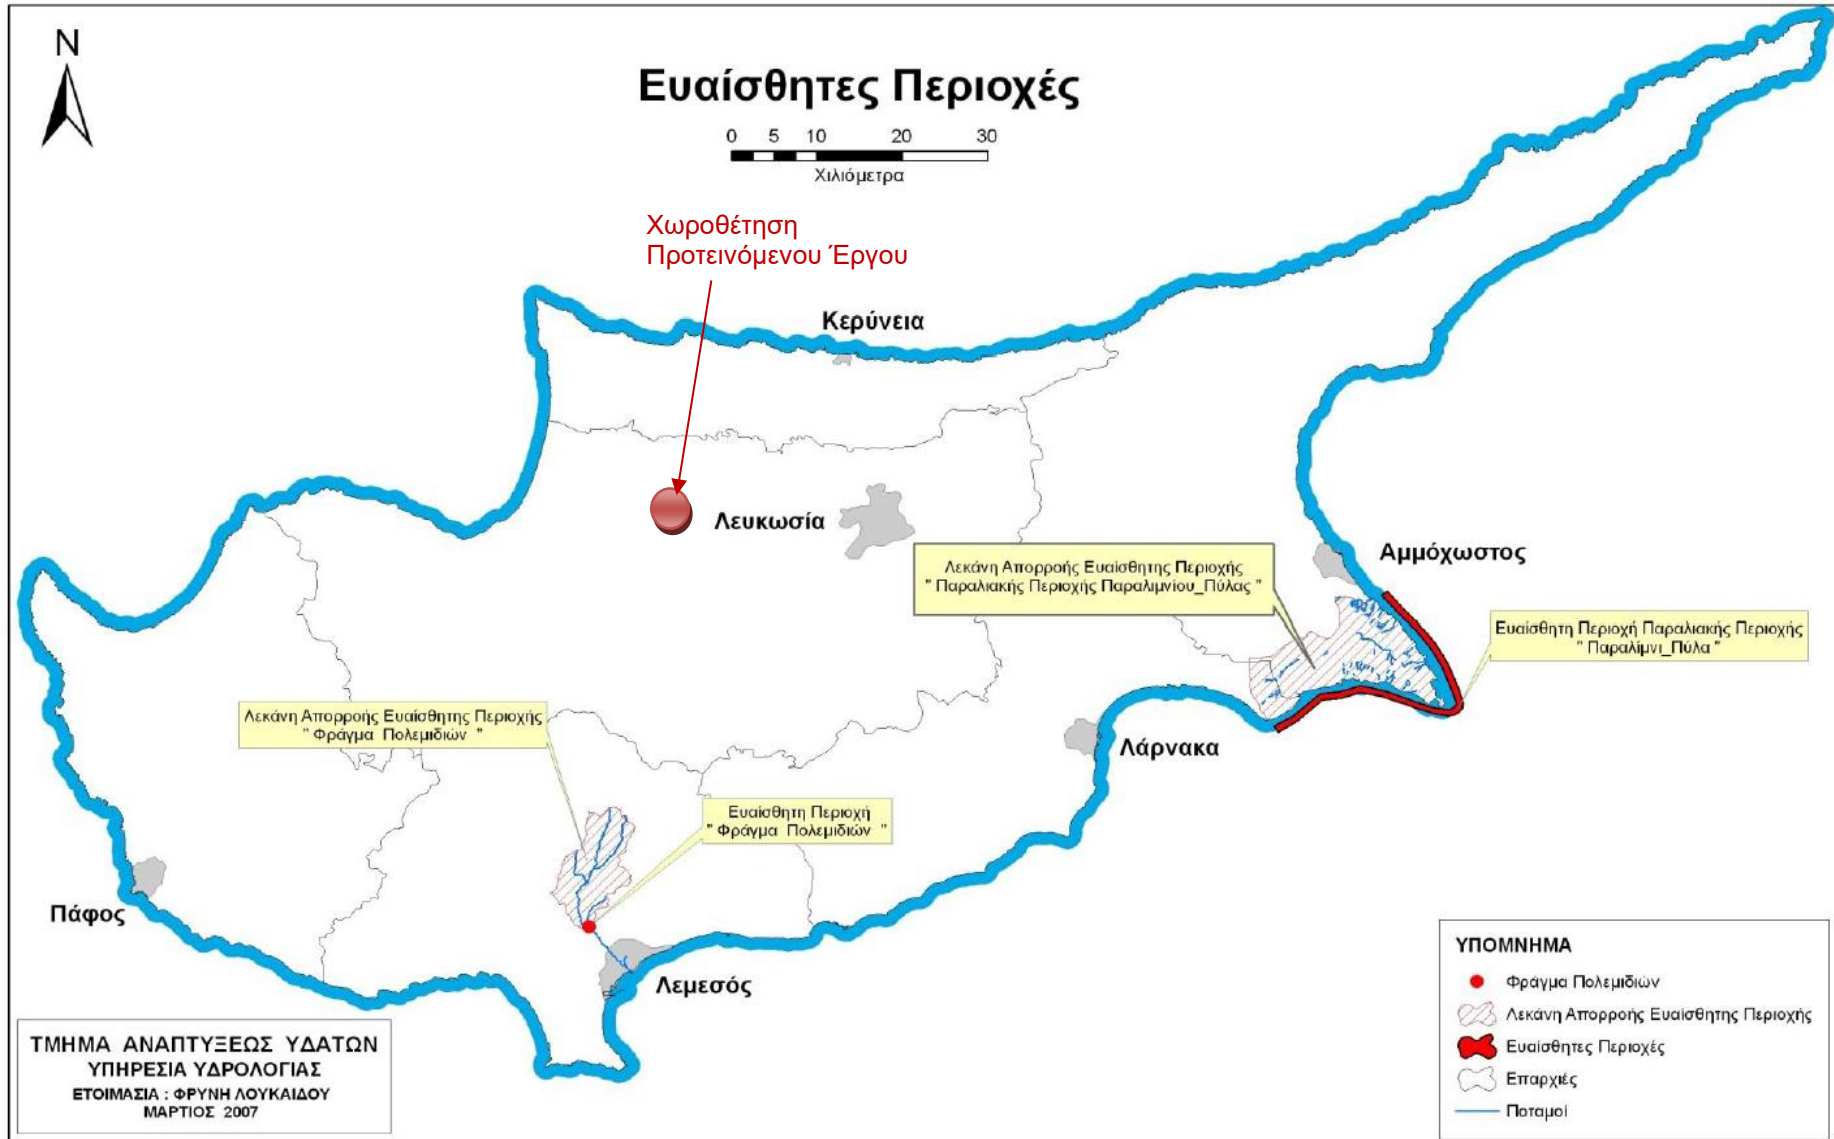 N
Ευαίσθητες Περιοχές
0 5 10 20 30
Χιλιόμετρα
Χωροθέτηση
Προτεινόμενου Έργου
Κερύνεια
Λευκωσία
Αμμόχωστος
Λεκάνη Απορροής Ευαίσθητης Περιοχής
" Παραλιακής Περιοχής Παραλιμνίου_Πύλας "
Ευαίσθητη Περιοχή Παραλιακής Περιοχής
" Παραλίμνι_Πύλα "
Λεκάνη Απορροής Ευαίσθητης Περιοχής
" Φράγμα Πολεμιδιών "
Λάρνακα
Ευαίσθητη Περιοχή
" Φράγμα Πολεμιδιών "
Πάφος
Λεμεσός
ΤΜΗΜΑ ΑΝΑΠΤΥΞΕΩΣ ΥΔΑΤΩΝ
ΥΠΗΡΕΣΙΑ ΥΔΡΟΛΟΓΙΑΣ
ΕΤΟΙΜΑΣΙΑ : ΦΡΥΝΗ ΛΟΥΚΑΙΔΟΥ
ΜΑΡΤΙΟΣ 2007
ΥΠΟΜΝΗΜΑ
Φράγμα Πολεμιδιών
Λεκάνη Απορροής Ευαίσθητης Περιοχής
Ευαίσθητες Περιοχές
Επαρχιές
Ποταμοί